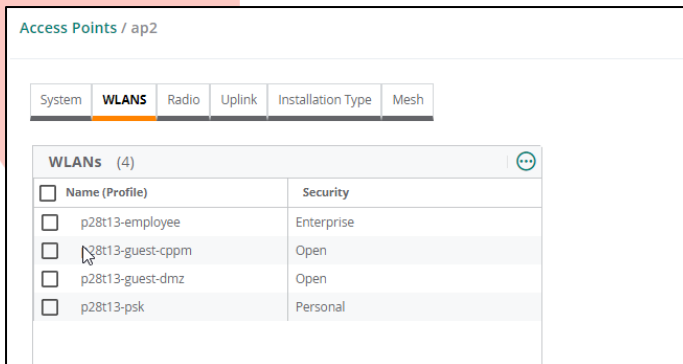 Access Points / ap2
System WLANS Radio Uplink Installation Type Mesh
WLANs (4)
Name (Profile) Security
p28t13-employee Enterprise
p28t13-guest-cppm Open
p28t13-guest-dmz Open
p28t13-psk Personal